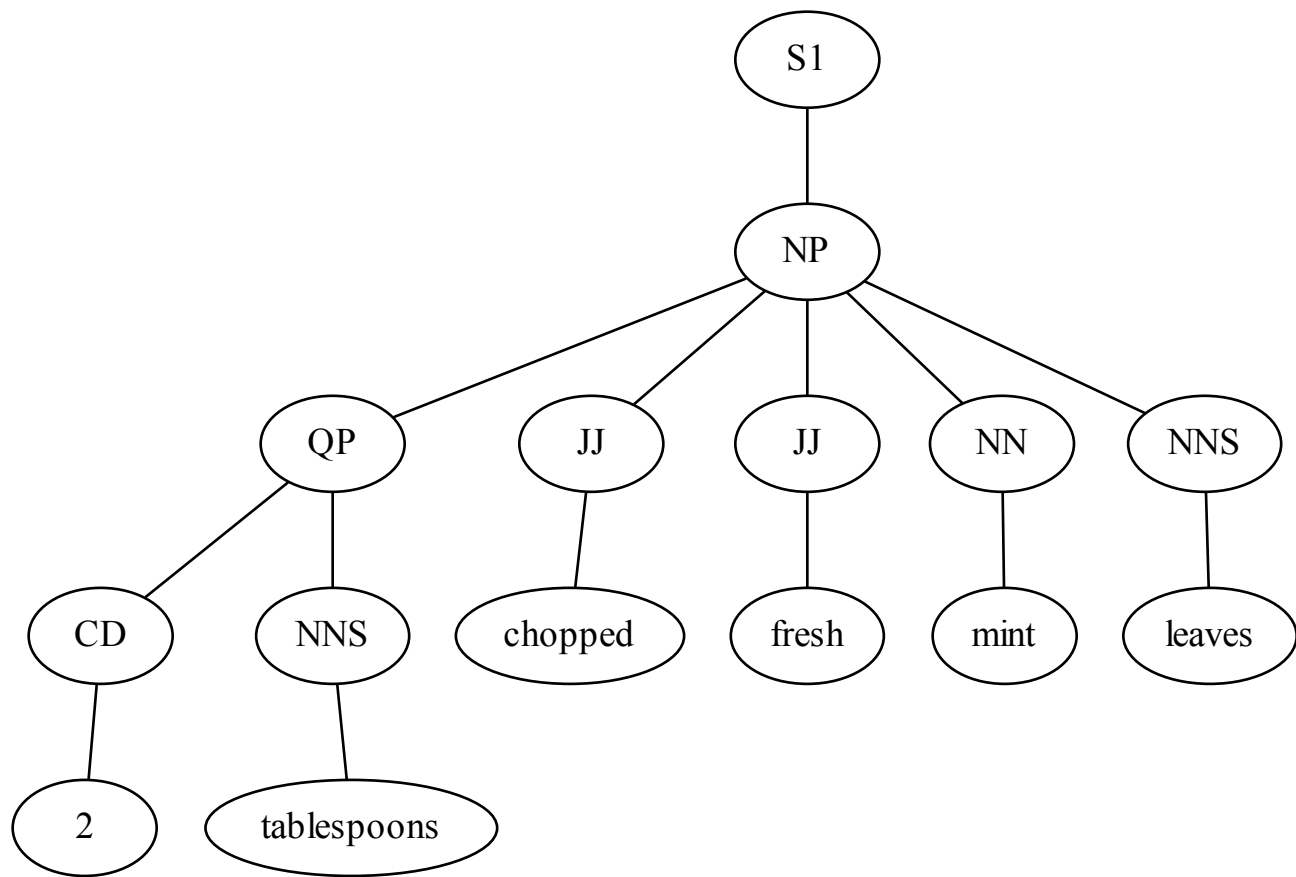 S1
NP
QP JJ JJ NN NNS
CD NNS chopped fresh mint leaves
2 tablespoons